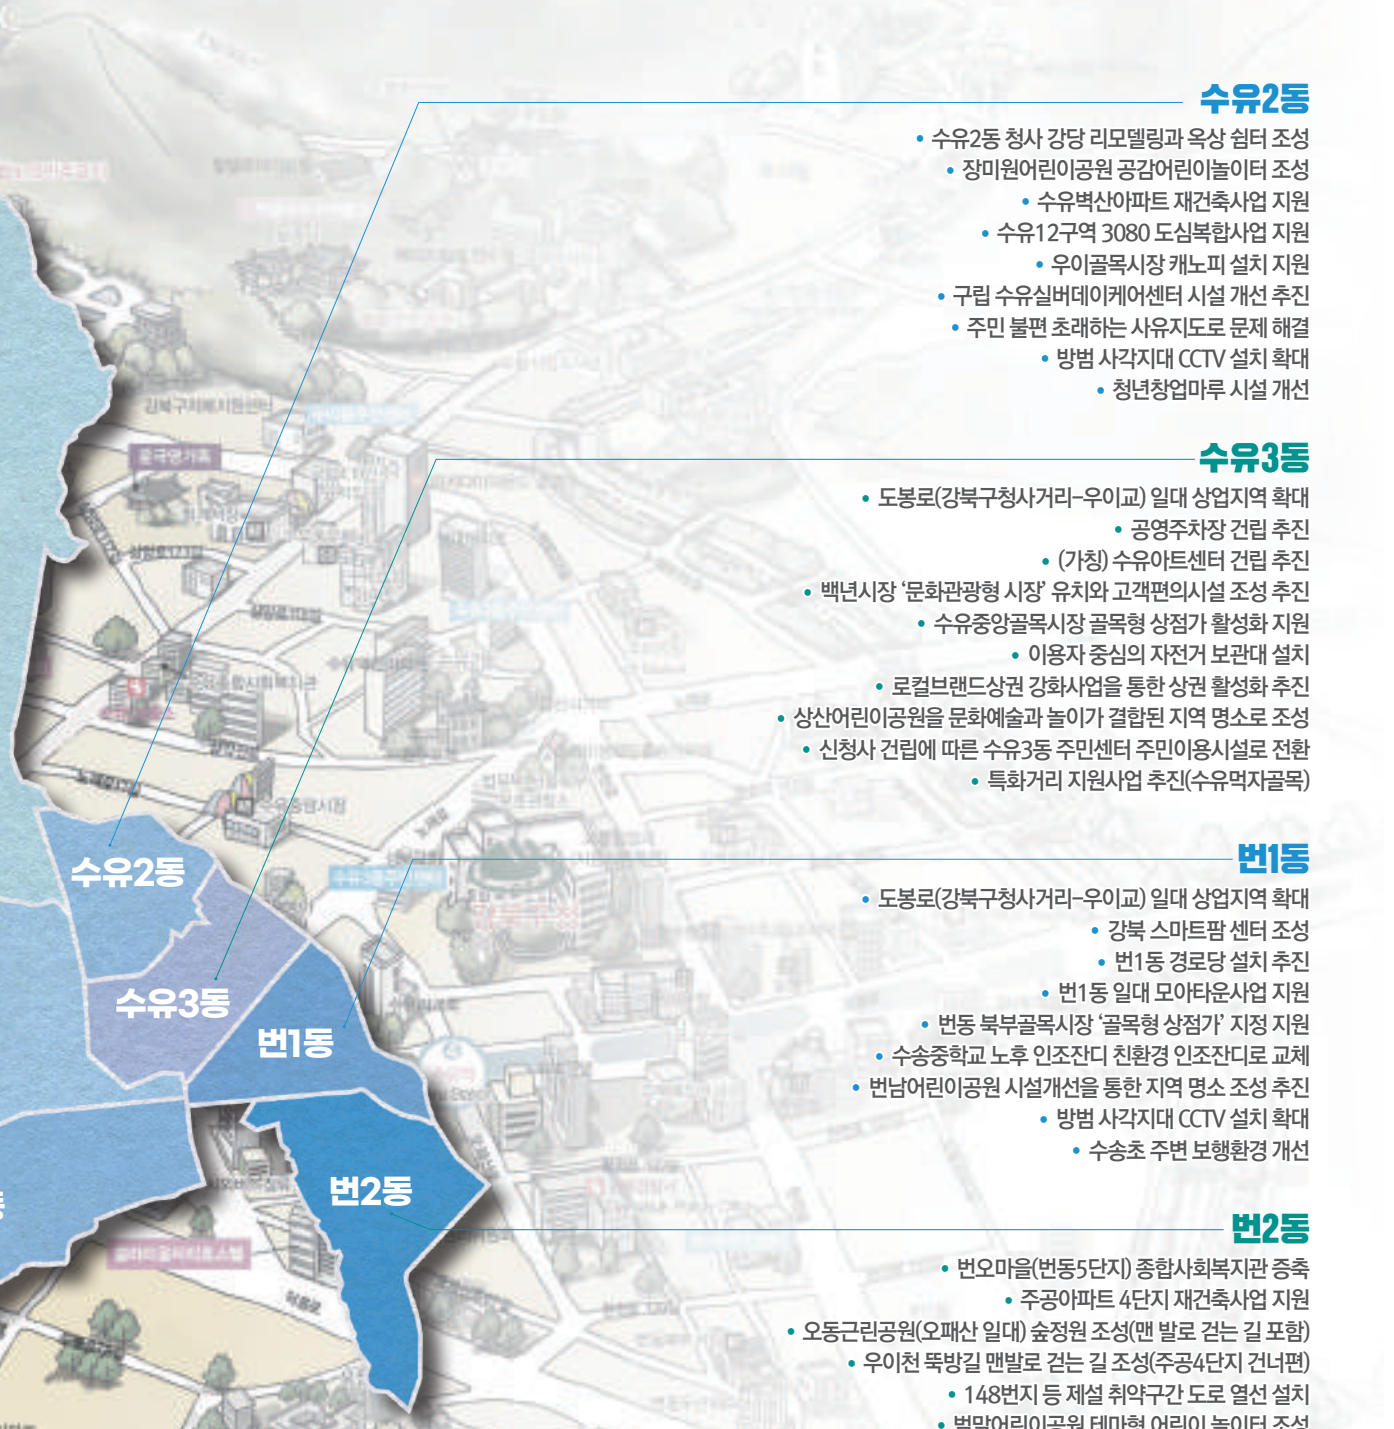 수유2동
• 수유2동 청사 강당 리모델링과 옥상 쉼터 조성
• 장미원어린이공원 공감어린이놀이터 조성
• 수유벽산아파트 재건축사업 지원
• 수유12구역 3080 도심복합사업 지원
• 우이골목시장 캐노피 설치 지원
• 구립 수유실버데이케어센터 시설 개선 추진
• 주민 불편 초래하는 사유지도로 문제 해결
• 방범 사각지대 CCTV 설치 확대
• 청년창업마루 시설 개선
수유3동
• 도봉로(강북구청사거리-우이교) 일대 상업지역 확대
• 공영주차장 건립 추진
• (가칭) 수유아트센터 건립 추진
• 백년시장 ‘문화관광형 시장’ 유치와 고객편의시설 조성 추진
• 수유중앙골목시장 골목형 상점가 활성화 지원
• 이용자 중심의 자전거 보관대 설치
• 로컬브랜드상권 강화사업을 통한 상권 활성화 추진
• 상산어린이공원을 문화예술과 놀이가 결합된 지역 명소로 조성
• 신청사 건립에 따른 수유3동 주민센터 주민이용시설로 전환
• 특화거리 지원사업 추진(수유먹자골목)
번1동
• 도봉로(강북구청사거리-우이교) 일대 상업지역 확대
• 강북 스마트팜 센터 조성
• 번1동 경로당 설치 추진
• 번1동 일대 모아타운사업 지원
• 번동 북부골목시장 ‘골목형 상점가’ 지정 지원
• 수송중학교 노후 인조잔디 친환경 인조잔디로 교체
• 번남어린이공원 시설개선을 통한 지역 명소 조성 추진
• 방범 사각지대 CCTV 설치 확대
• 수송초 주변 보행환경 개선
번2동
• 번오마을(번동5단지) 종합사회복지관 증축
• 주공아파트 4단지 재건축사업 지원
• 오동근린공원(오패산 일대) 숲정원 조성(맨 발로 걷는 길 포함)
• 우이천 뚝방길 맨발로 걷는 길 조성(주공4단지 건너편)
• 148번지 등 제설 취약구간 도로 열선 설치
• 벌말어린이공원 테마형 어린이 놀이터 조성
수유2동
수유3동
번1동
번2동